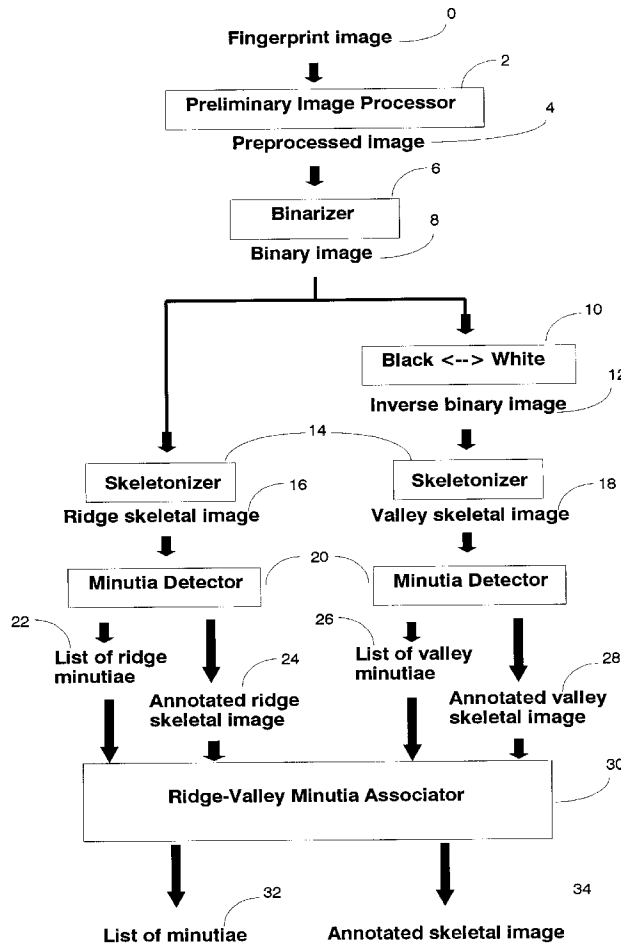 0
Fingerprint image
2
Preliminary Image Processor
4
Preprocessed image
6
Binarizer
8
Binary image
10
Black <--> White
12
Inverse binary image
14
Skeletonizer
Skeletonizer
16
18
Ridge skeletal image
Valley skeletal image
20
Minutia Detector
Minutia Detector
22
26
List of ridge
minutiae
List of valley
minutiae
24
28
Annotated ridge
skeletal image
Annotated valley
skeletal image
30
Ridge-Valley Minutia Associator
32
34
List of minutiae
Annotated skeletal image